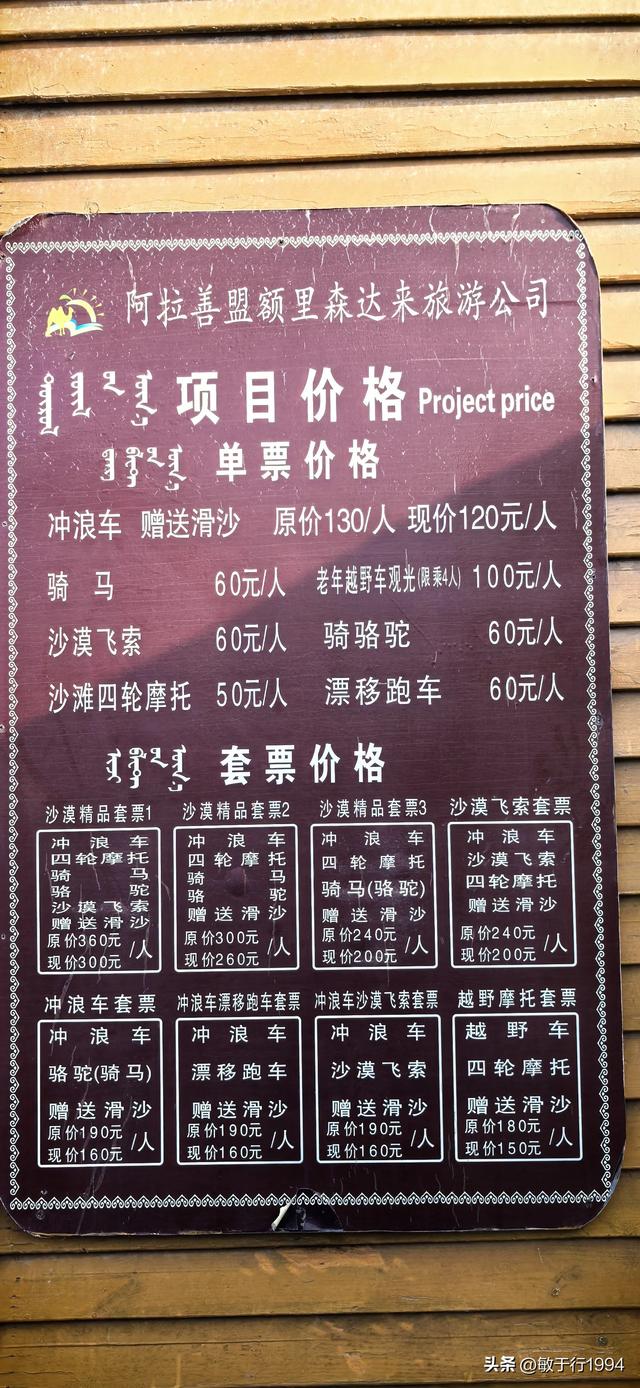 阿拉善盟额里森达来旅游公司
项目价格 Project price
单票价格
冲浪车 赠送滑沙 原价130/人 现价120元/人
骑马 60元/人 老年越野车观光(限乘4人) 100元/人
沙漠飞索 60元/人 骑骆驼 60元/人
沙滩四轮摩托 50元/人 漂移跑车 60元/人
套票价格
沙漠精品套票1
冲浪车
四轮摩托
骑马
骆驼
沙漠飞索
赠送滑沙
原价360元
现价300元 /人
沙漠精品套票2
冲浪车
四轮摩托
骑马
骆驼
赠送滑沙
原价300元
现价260元 /人
沙漠精品套票3
冲浪车
四轮摩托
骑马(骆驼)
赠送滑沙
原价240元
现价200元 /人
沙漠飞索套票
冲浪车
沙漠飞索
四轮摩托
赠送滑沙
原价240元
现价200元 /人
冲浪车套票
冲浪车
骆驼(骑马)
赠送滑沙
原价190元
现价160元 /人
冲浪车漂移跑车套票
冲浪车
漂移跑车
赠送滑沙
原价190元
现价160元 /人
冲浪车沙漠飞索套票
冲浪车
沙漠飞索
赠送滑沙
原价190元
现价160元 /人
越野摩托套票
越野车
四轮摩托
赠送滑沙
原价180元
现价150元 /人
头条 @敏于行1994